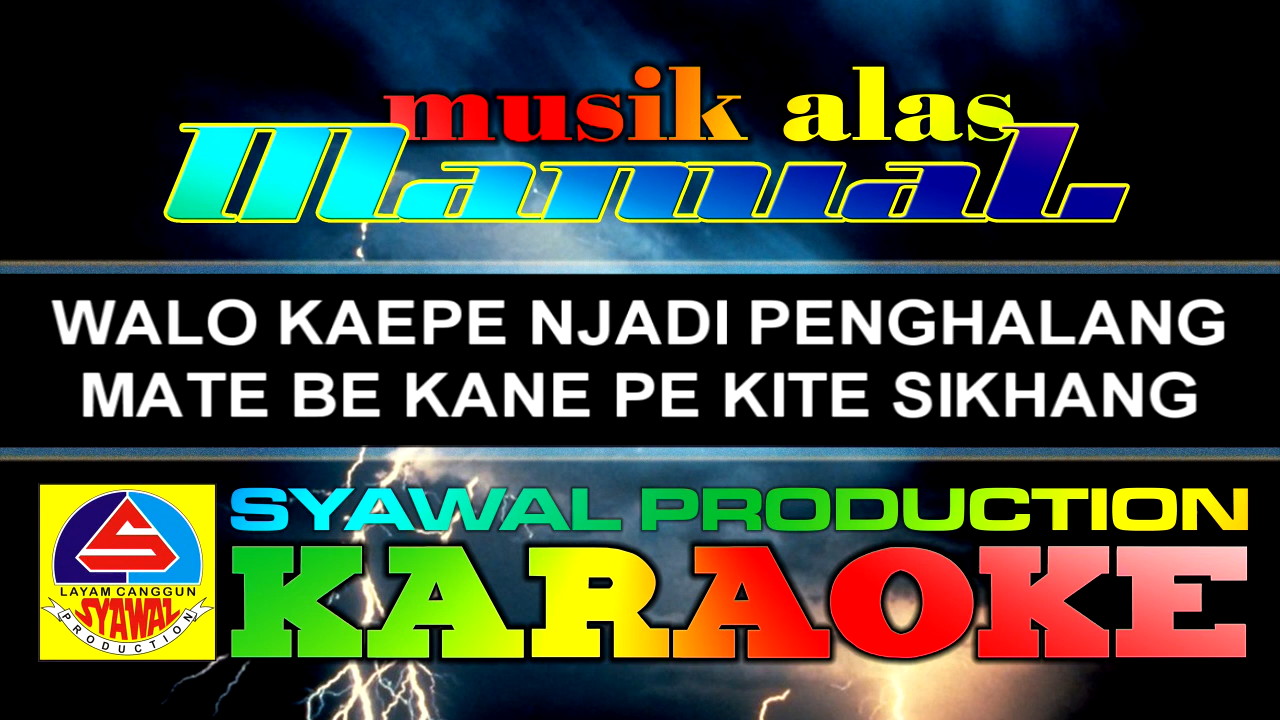 musik alas
Manual
WALO KAEPE NJADI PENGHALANG
MATE BE KANE PE KITE SIKHANG
SYAWAL PRODUCTION
KARAOKE
S
LAYAM CANGGUN
SYAWAL
PRODUCTION